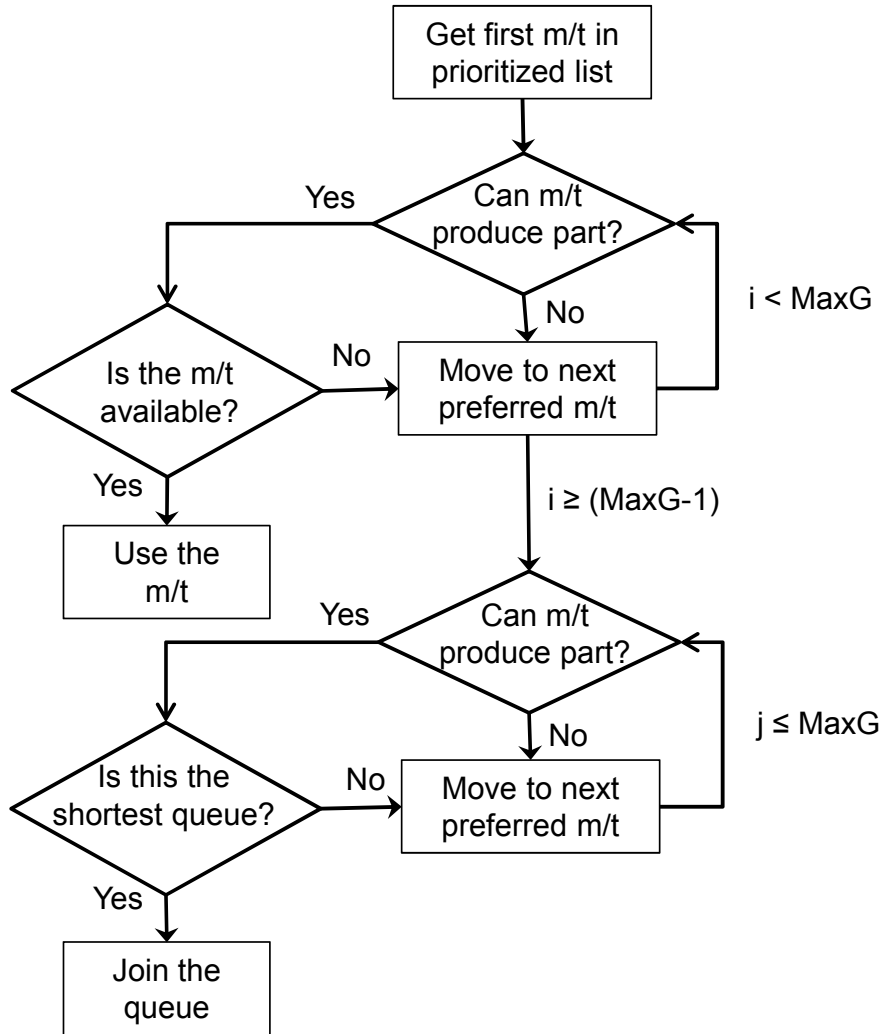 Get first m/t in
prioritized list
Yes
Can m/t
produce part?
i < MaxG
No
Is the m/t
available?
No
Move to next
preferred m/t
Yes
i ≥ (MaxG-1)
Use the
m/t
Yes
Can m/t
produce part?
j ≤ MaxG
No
Is this the
shortest queue?
No
Move to next
preferred m/t
Yes
Join the
queue